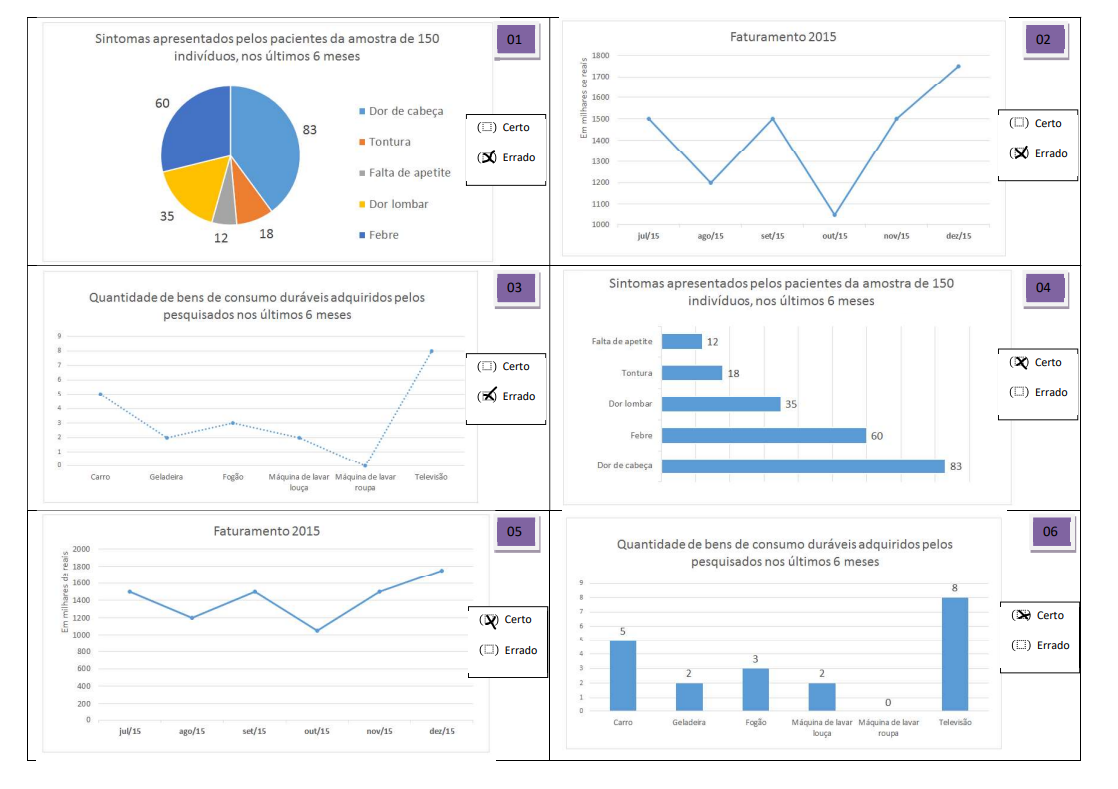 Sintomas apresentados pelos pacientes da amostra de 150
indivíduos, nos últimos 6 meses
01
60
83
35
12
18
Dor de cabeça
Tontura
Falta de apetite
Dor lombar
Febre
( ) Certo
(X) Errado
Faturamento 2015
02
Em milhares de reais
1800
1700
1600
1500
1400
1300
1200
1100
1000
jul/15 ago/15 set/15 out/15 nov/15 dez/15
( ) Certo
(X) Errado
Quantidade de bens de consumo duráveis adquiridos pelos
pesquisados nos últimos 6 meses
03
9
8
7
6
5
4
3
2
1
0
Carro Geladeira Fogão Máquina de lavar Máquina de lavar Televisão
louça roupa
( ) Certo
(X) Errado
Sintomas apresentados pelos pacientes da amostra de 150
indivíduos, nos últimos 6 meses
04
Falta de apetite 12
Tontura 18
Dor lombar 35
Febre 60
Dor de cabeça 83
(X) Certo
( ) Errado
Faturamento 2015
05
Em milhares de reais
2000
1800
1600
1400
1200
1000
800
600
400
200
0
jul/15 ago/15 set/15 out/15 nov/15 dez/15
(X) Certo
( ) Errado
Quantidade de bens de consumo duráveis adquiridos pelos
pesquisados nos últimos 6 meses
06
9
8
7
6
5
4
3
2
1
0
5 2 3 2 0 8
Carro Geladeira Fogão Máquina de lavar Máquina de lavar Televisão
louça roupa
(X) Certo
( ) Errado